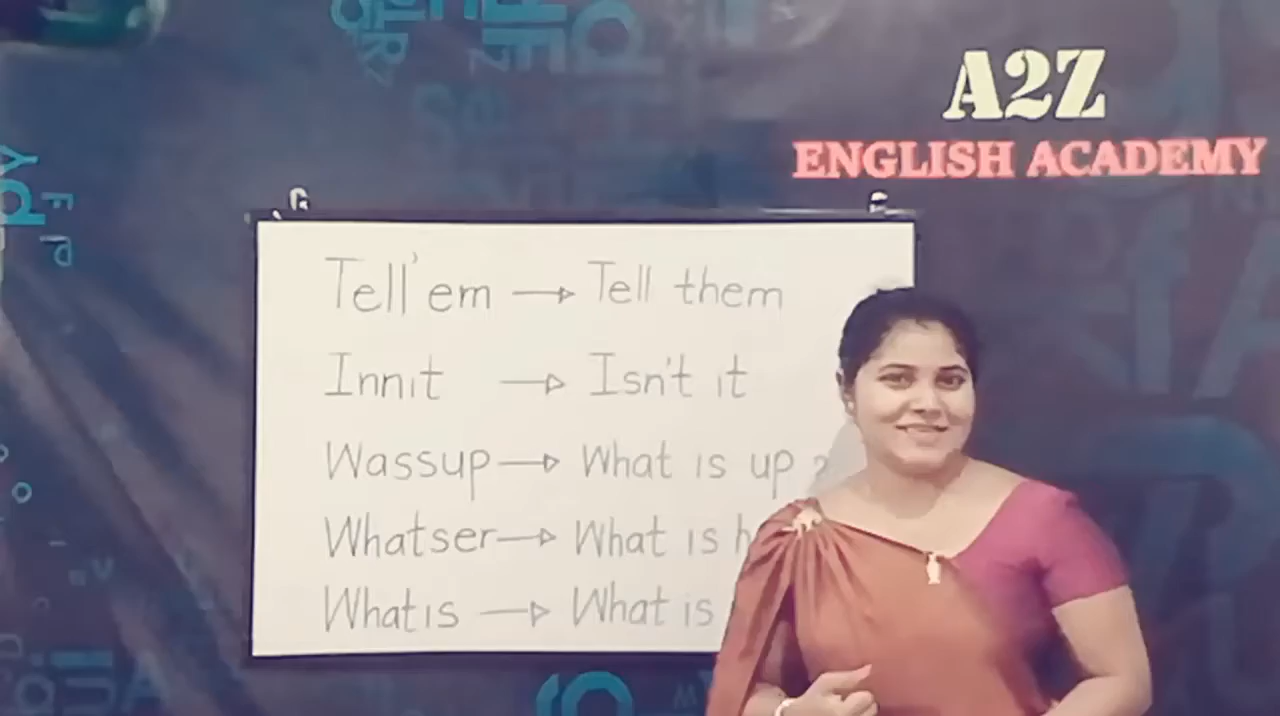 A2Z
ENGLISH ACADEMY
Tell'em → Tell them
Innit → Isn't it
Wassup → What is up ?
Whatser → What is
Whatis → What is